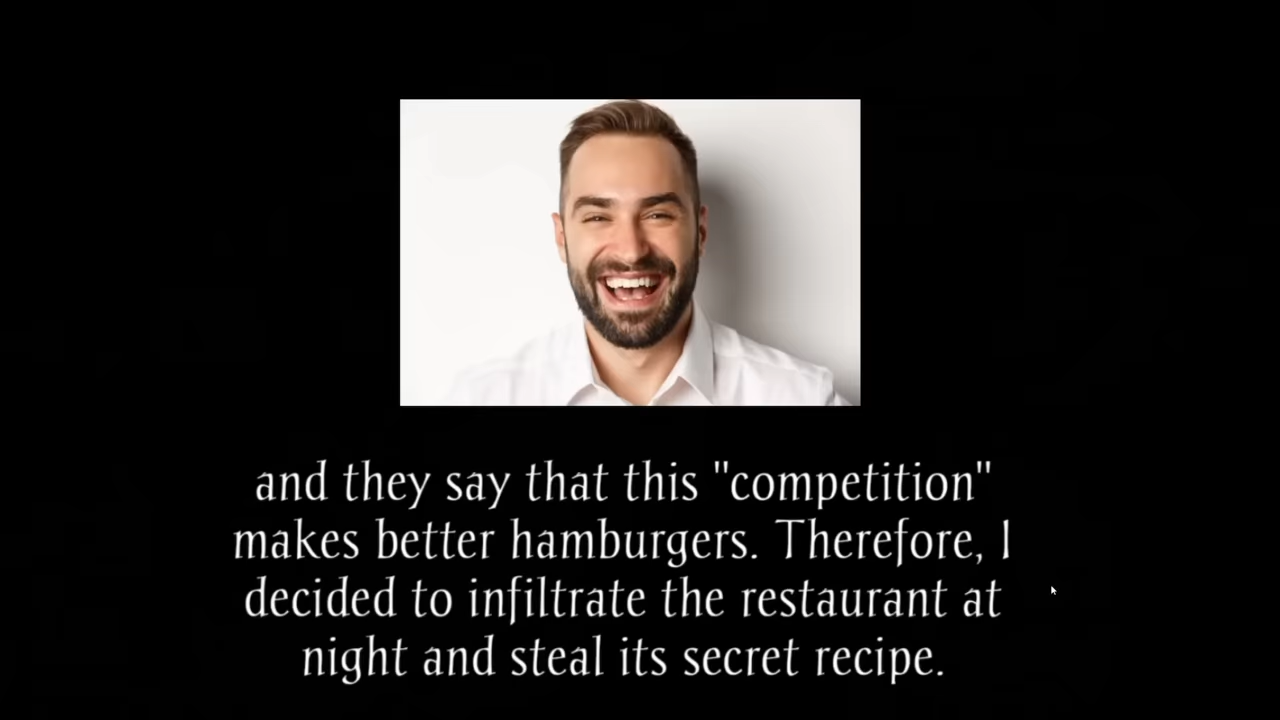 and they say that this "competition"
makes better hamburgers. Therefore, I
decided to infiltrate the restaurant at
night and steal its secret recipe.